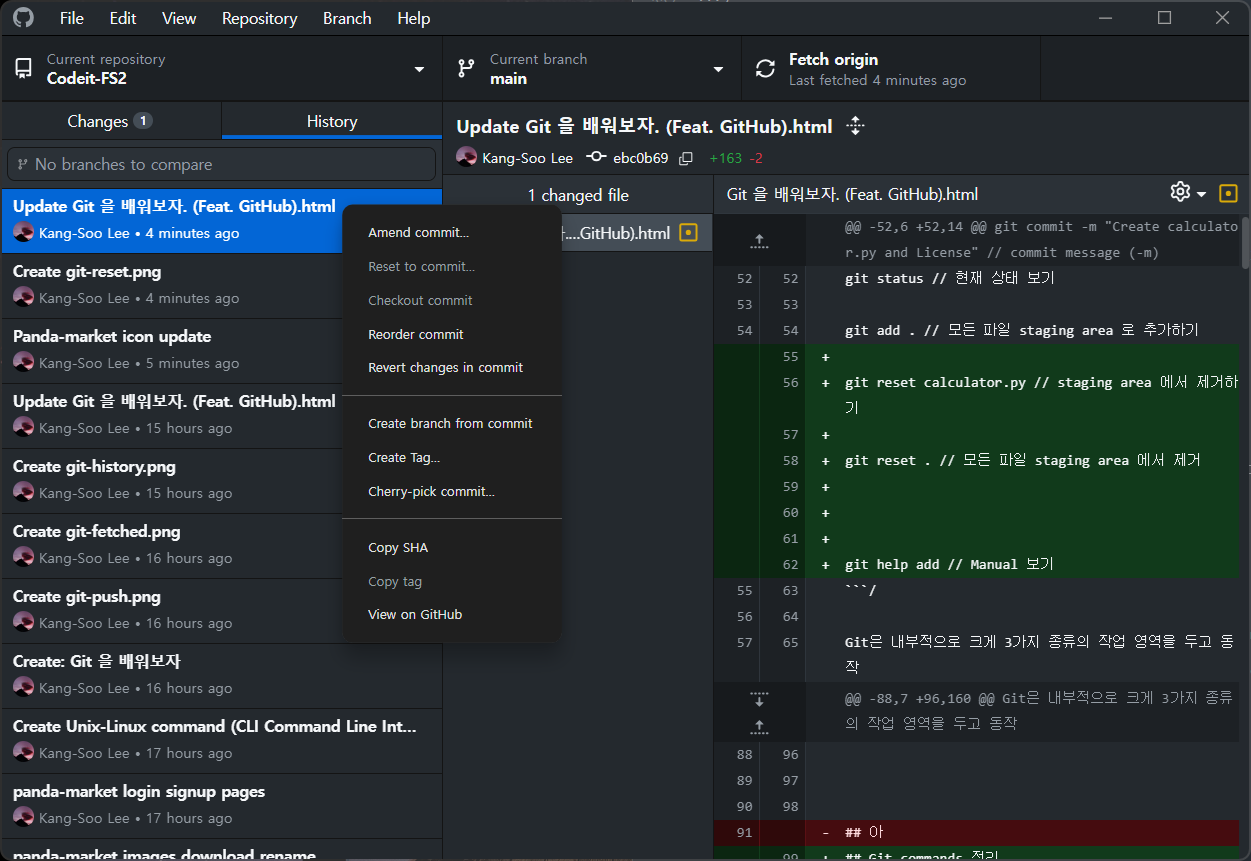 File Edit View Repository Branch Help
Current repository
Codeit-FS2
Current branch
main
Fetch origin
Last fetched 4 minutes ago
Changes 1
History
No branches to compare
Update Git 을 배워보자. (Feat. GitHub).html
Kang-Soo Lee • 4 minutes ago
Create git-reset.png
Kang-Soo Lee • 4 minutes ago
Panda-market icon update
Kang-Soo Lee • 5 minutes ago
Update Git 을 배워보자. (Feat. GitHub).html
Kang-Soo Lee • 15 hours ago
Create git-history.png
Kang-Soo Lee • 15 hours ago
Create git-fetched.png
Kang-Soo Lee • 16 hours ago
Create git-push.png
Kang-Soo Lee • 16 hours ago
Create: Git 을 배워보자
Kang-Soo Lee • 16 hours ago
Create Unix-Linux command (CLI Command Line Int...
Kang-Soo Lee • 17 hours ago
panda-market login signup pages
Kang-Soo Lee • 17 hours ago
panda-market images download rename
Amend commit...
Reset to commit...
Checkout commit
Reorder commit
Revert changes in commit
Create branch from commit
Create Tag...
Cherry-pick commit...
Copy SHA
Copy tag
View on GitHub
Update Git 을 배워보자. (Feat. GitHub).html
Kang-Soo Lee ebc0b69 +163 -2
1 changed file
...GitHub).html
Git 을 배워보자. (Feat. GitHub).html
@@ -52,6 +52,14 @@ git commit -m "Create calculato
r.py and License" // commit message (-m)
52 52 git status // 현재 상태 보기
53 53
54 54 git add . // 모든 파일 staging area 로 추가하기
55 +
56 + git reset calculator.py // staging area 에서 제거하
기
57 +
58 + git reset . // 모든 파일 staging area 에서 제거
59 +
60 +
61 +
62 + git help add // Manual 보기
55 63 ```/
56 64
57 65 Git은 내부적으로 크게 3가지 종류의 작업 영역을 두고 동
작
@@ -88,7 +96,160 @@ Git은 내부적으로 크게 3가지 종류
의 작업 영역을 두고 동작
88 96
89 97
90 98
91 - ## 아
99 + ## Git commands 정리